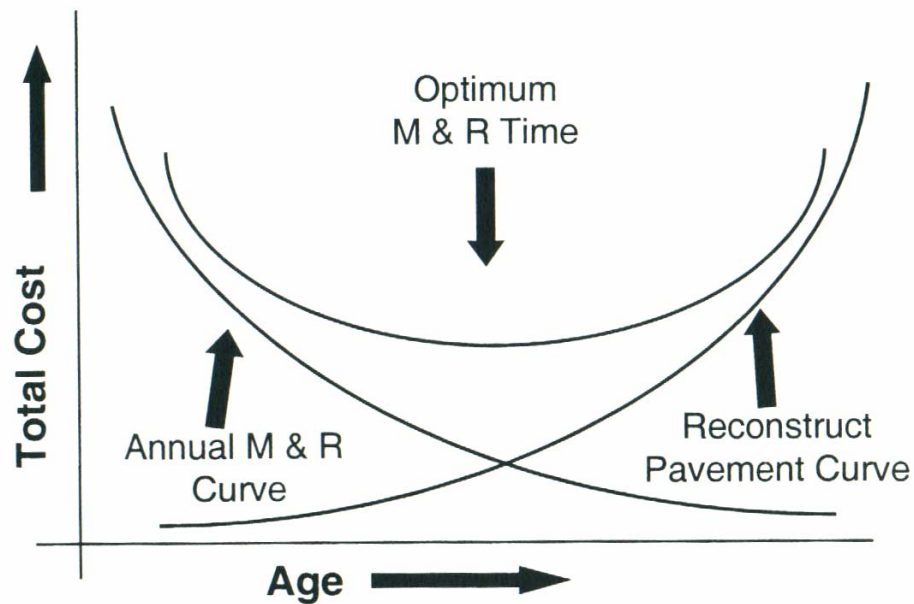 Optimum
M & R Time
Total Cost
Annual M & R
Curve
Reconstruct
Pavement Curve
Age